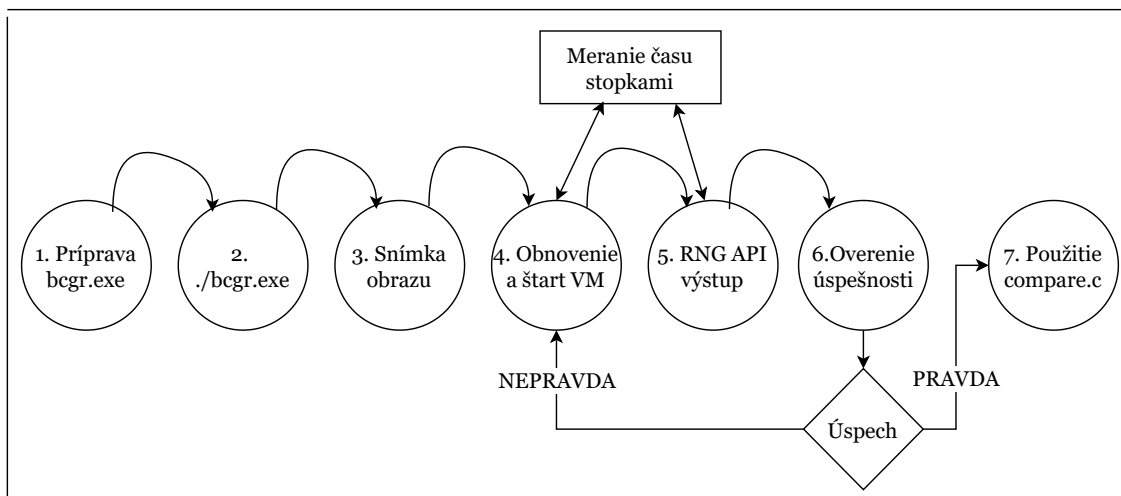 Meranie času
stopkami
1. Príprava
bcgr.exe
2.
./bcgr.exe
3. Snímka
obrazu
4. Obnovenie
a štart VM
5. RNG API
výstup
6.Overenie
úspešnosti
7. Použitie
compare.c
NEPRAVDA
PRAVDA
Úspech